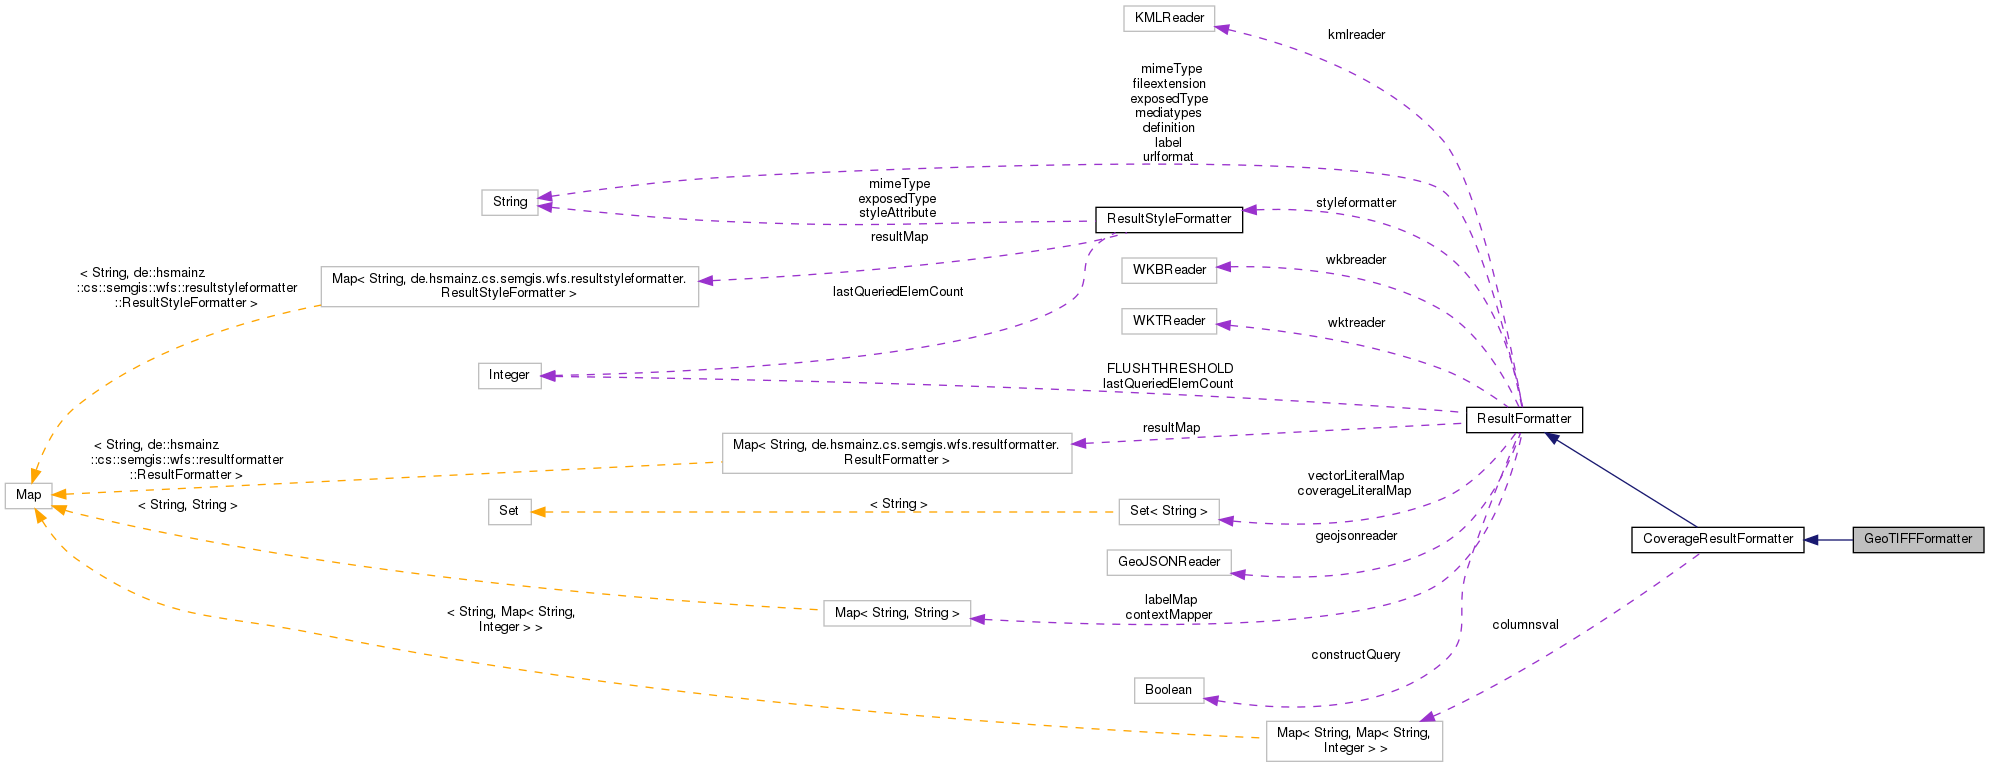 KMLReader
kmlreader
mimeType
fileextension
exposedType
mediatypes
definition
label
urlformat
String
mimeType
exposedType
styleAttribute
ResultStyleFormatter
styleformatter
resultMap
WKBReader
wkbreader
< String, de::hsmainz
::cs::semgis::wfs::resultstyleformatter
::ResultStyleFormatter >
Map< String, de.hsmainz.cs.semgis.wfs.resultstyleformatter.
ResultStyleFormatter >
lastQueriedElemCount
WKTReader
wktreader
Integer
FLUSHTHRESHOLD
lastQueriedElemCount
ResultFormatter
resultMap
Map< String, de.hsmainz.cs.semgis.wfs.resultformatter.
ResultFormatter >
< String, de::hsmainz
::cs::semgis::wfs::resultformatter
::ResultFormatter >
Map
< String, String >
Set
< String >
Set< String >
vectorLiteralMap
coverageLiteralMap
geojsonreader
GeoJSONReader
CoverageResultFormatter
GeoTIFFFormatter
< String, Map< String,
Integer > >
Map< String, String >
labelMap
contextMapper
columnsval
constructQuery
Boolean
Map< String, Map< String,
Integer > >